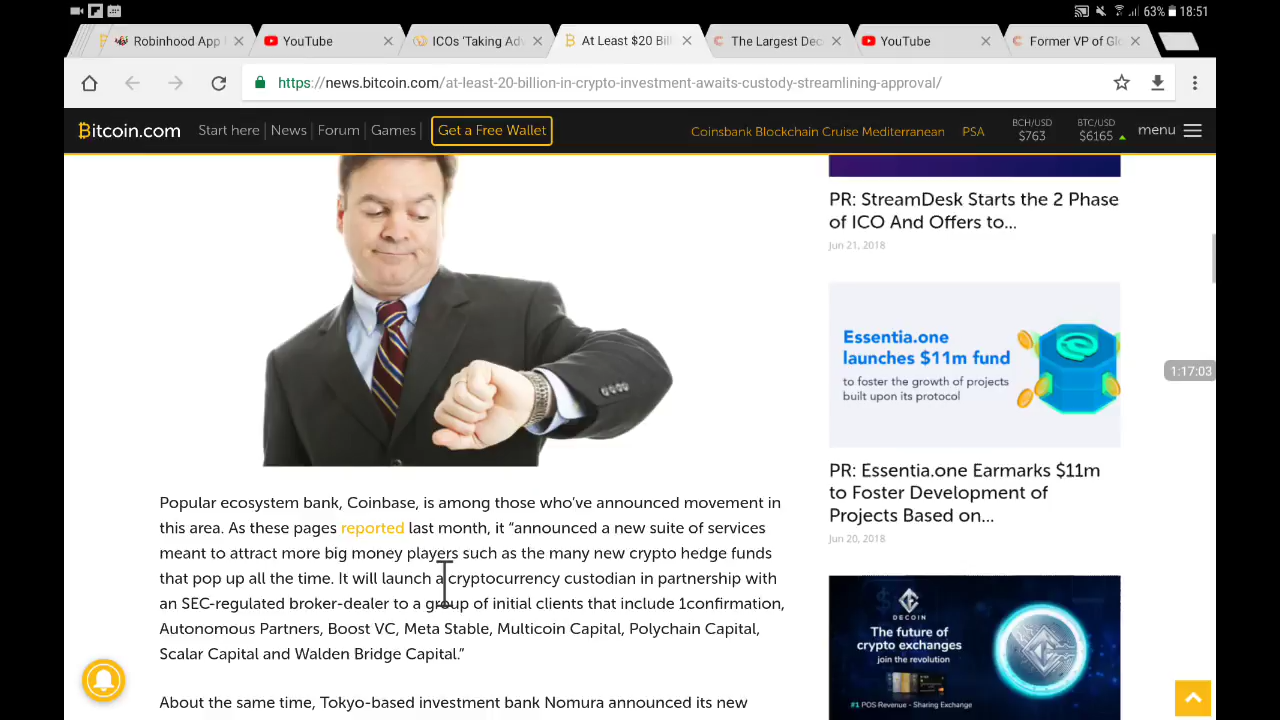 63% 18:51
Robinhood App
YouTube
ICOs ‘Taking Adv
At Least $20 Bill
The Largest Dec
YouTube
Former VP of Gl
https://news.bitcoin.com/at-least-20-billion-in-crypto-investment-awaits-custody-streamlining-approval/
Bitcoin.com
Start here
News
Forum
Games
Get a Free Wallet
Coinsbank Blockchain Cruise Mediterranean
PSA
BCH/USD
$763
BTC/USD
$6165
menu
PR: StreamDesk Starts the 2 Phase
of ICO And Offers to...
Jun 21, 2018
Essentia.one
launches $11m fund
to foster the growth of projects
built upon its protocol
1:17:03
PR: Essentia.one Earmarks $11m
to Foster Development of
Projects Based on...
Jun 20, 2018
DECOIN
The future of
crypto exchanges
join the revolution
#1 POS Revenue - Sharing Exchange
Popular ecosystem bank, Coinbase, is among those who’ve announced movement in
this area. As these pages reported last month, it “announced a new suite of services
meant to attract more big money players such as the many new crypto hedge funds
that pop up all the time. It will launch a cryptocurrency custodian in partnership with
an SEC-regulated broker-dealer to a group of initial clients that include 1confirmation,
Autonomous Partners, Boost VC, Meta Stable, Multicoin Capital, Polychain Capital,
Scalar Capital and Walden Bridge Capital.”
About the same time, Tokyo-based investment bank Nomura announced its new